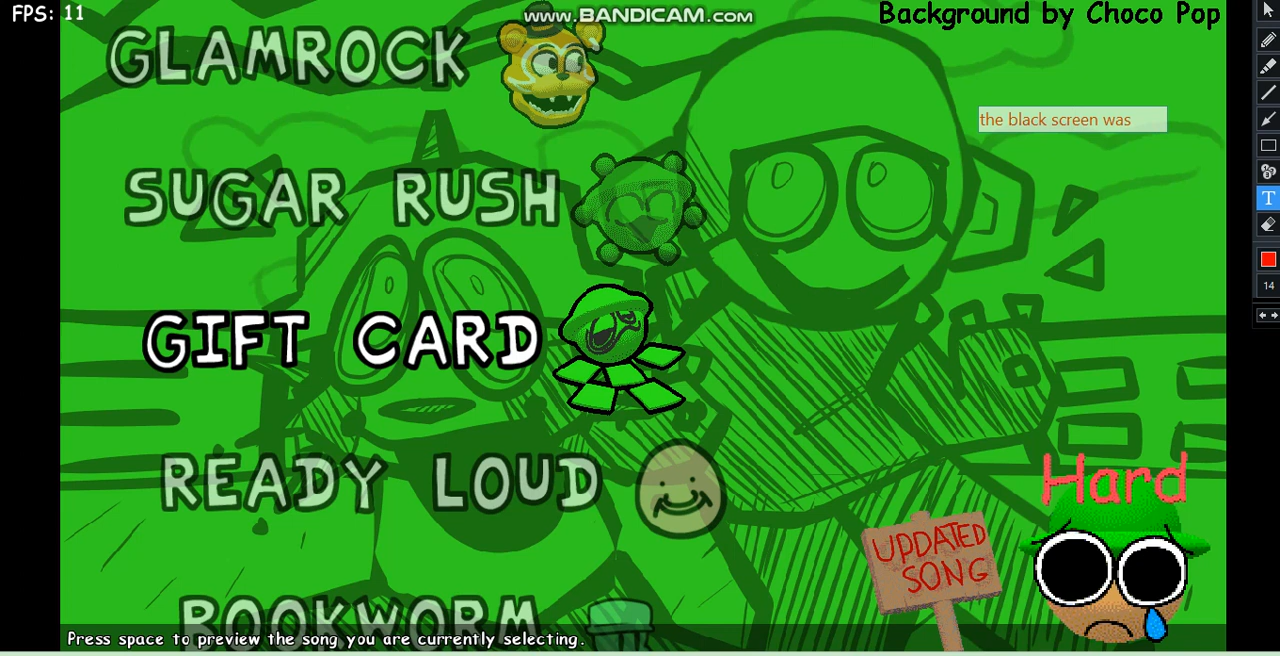 FPS: 11
www.BANDICAM.com
Background by Choco Pop
GLAMROCK
the black screen was
SUGAR RUSH
GIFT CARD
READY LOUD
Hard
UPDATED
SONG
BOOKWORM
Press space to preview the song you are currently selecting.
T
14